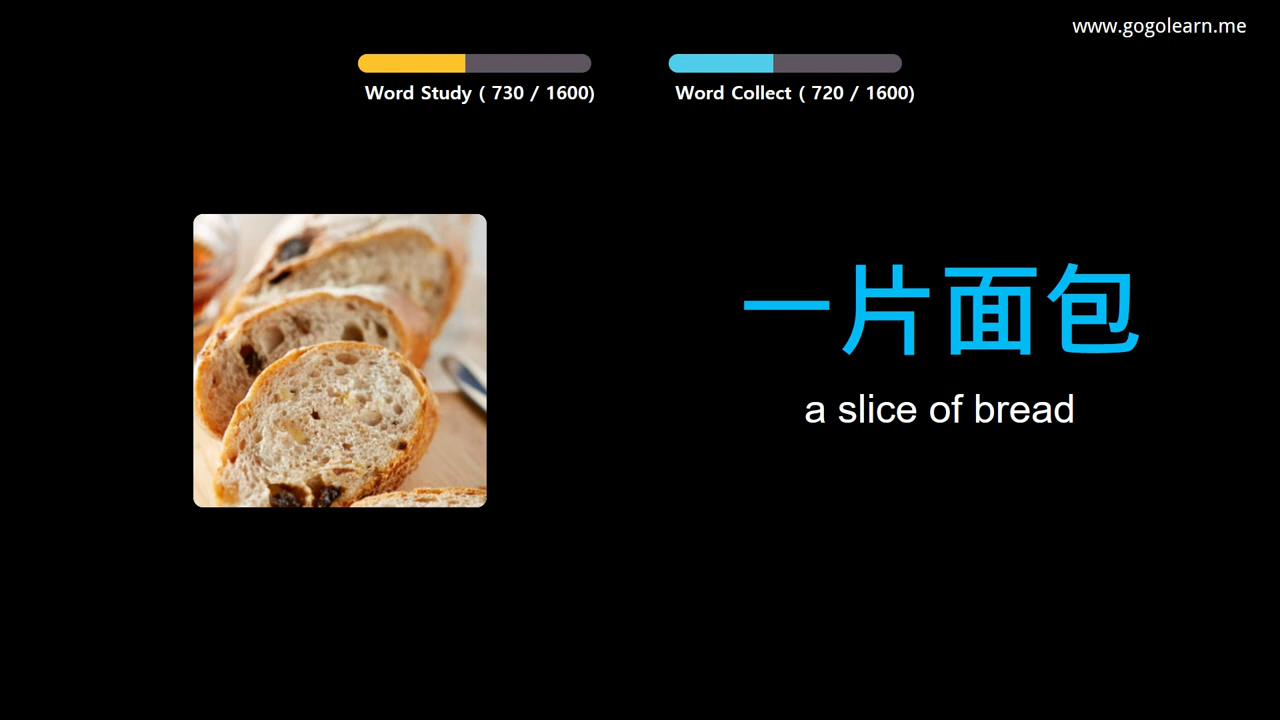 www.gogolearn.me
Word Study ( 730 / 1600)
Word Collect ( 720 / 1600)
一片面包
a slice of bread